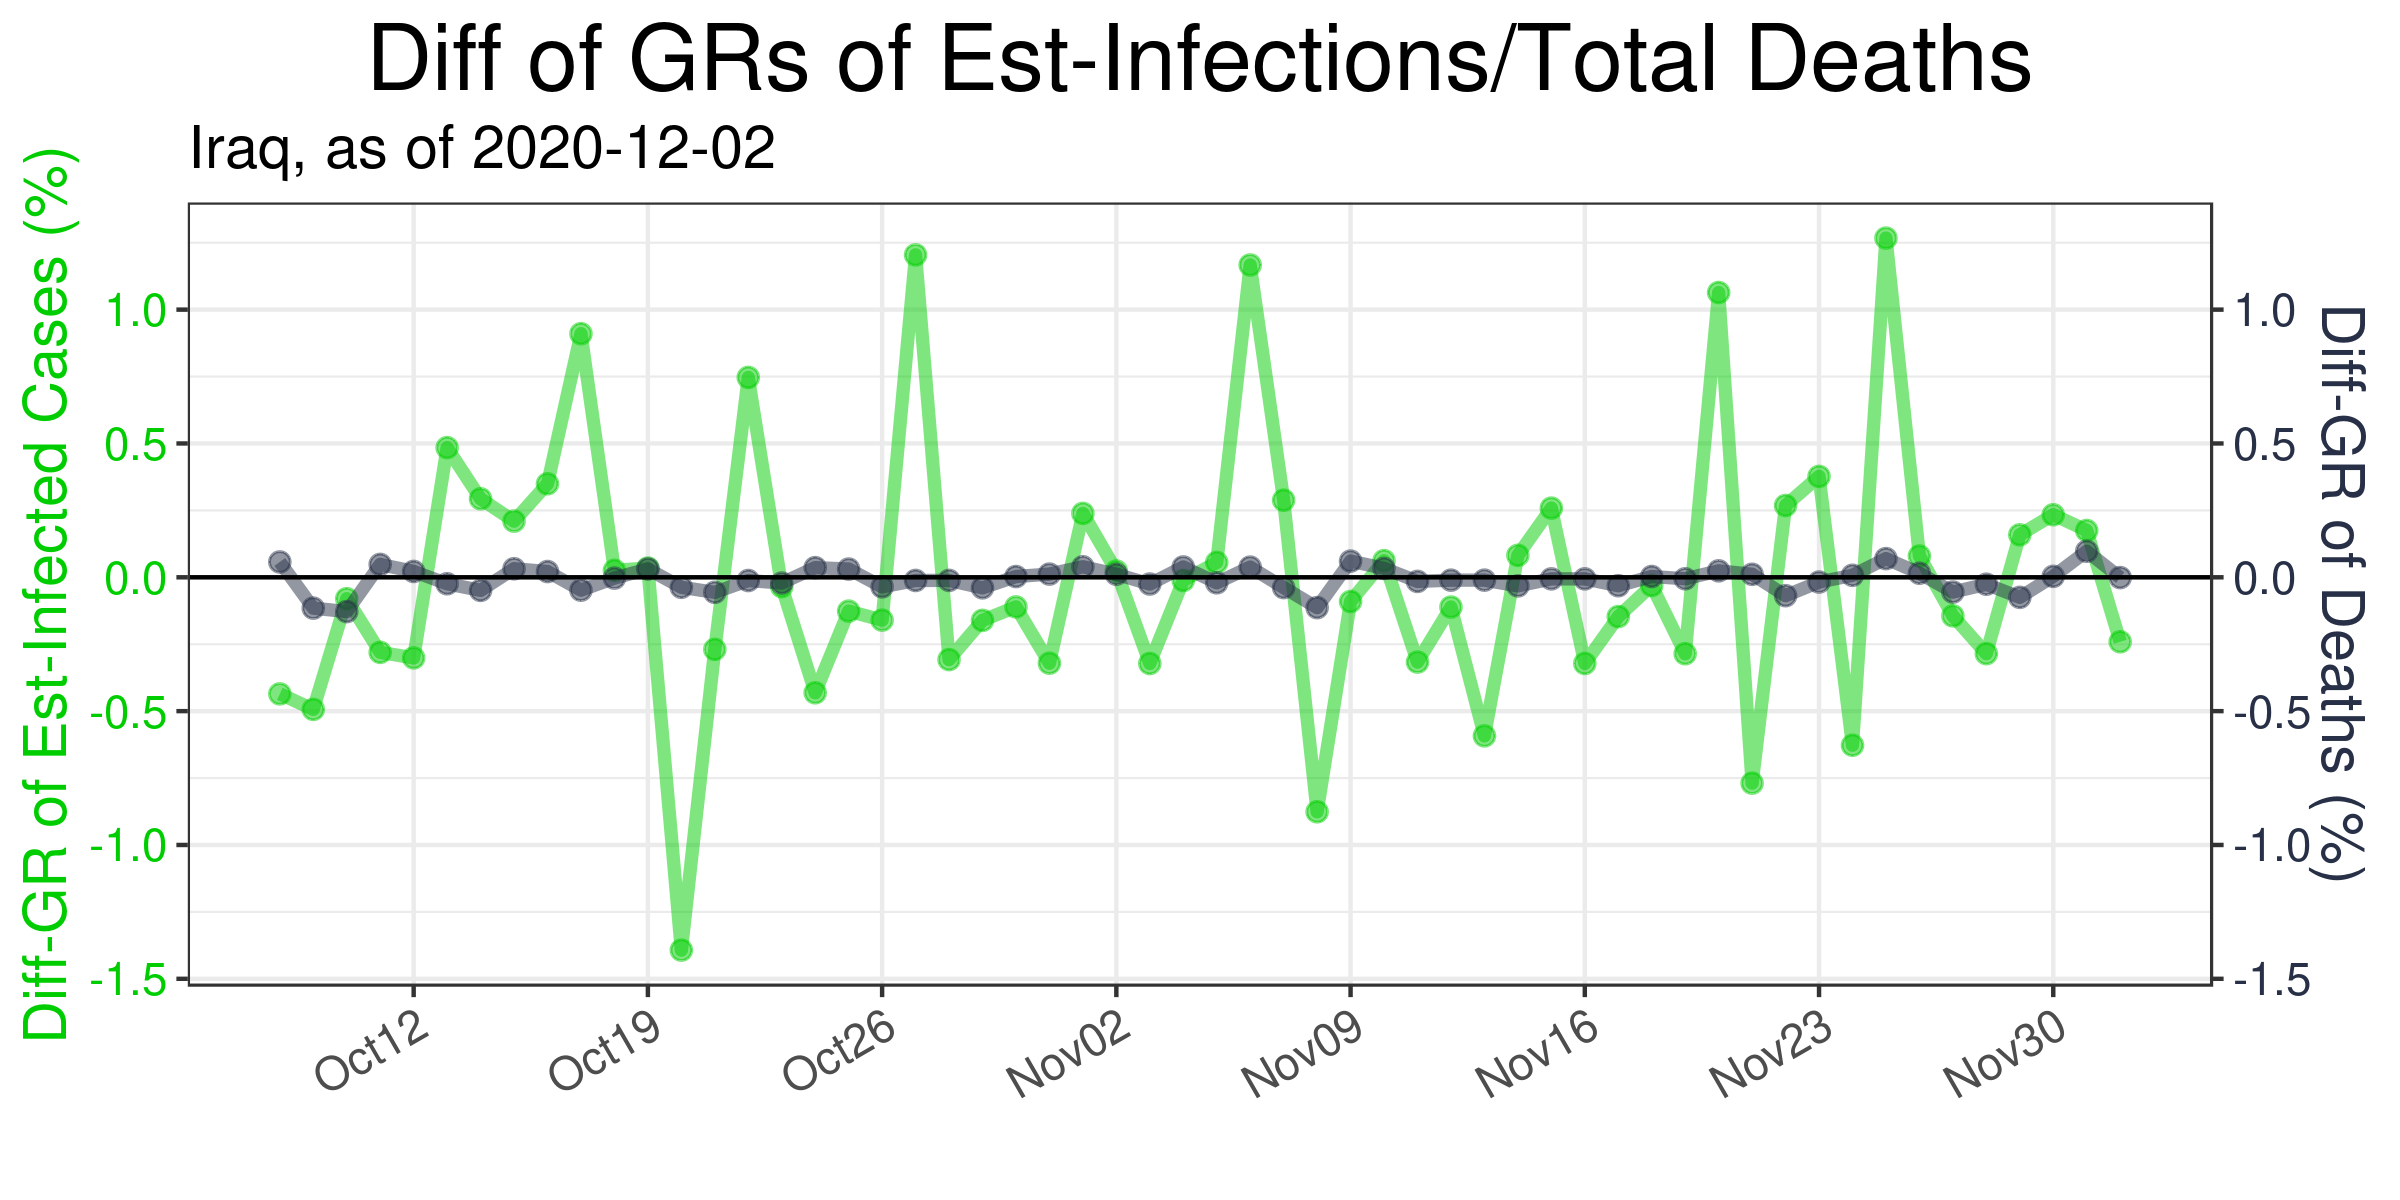 Diff of GRs of Est-Infections/Total Deaths
Iraq, as of 2020-12-02
Diff-GR of Est-Infected Cases (%)
1.0
0.5
0.0
-0.5
-1.0
-1.5
1.0
0.5
0.0
-0.5
-1.0
-1.5
Diff-GR of Deaths (%)
Oct12
Oct19
Oct26
Nov02
Nov09
Nov16
Nov23
Nov30